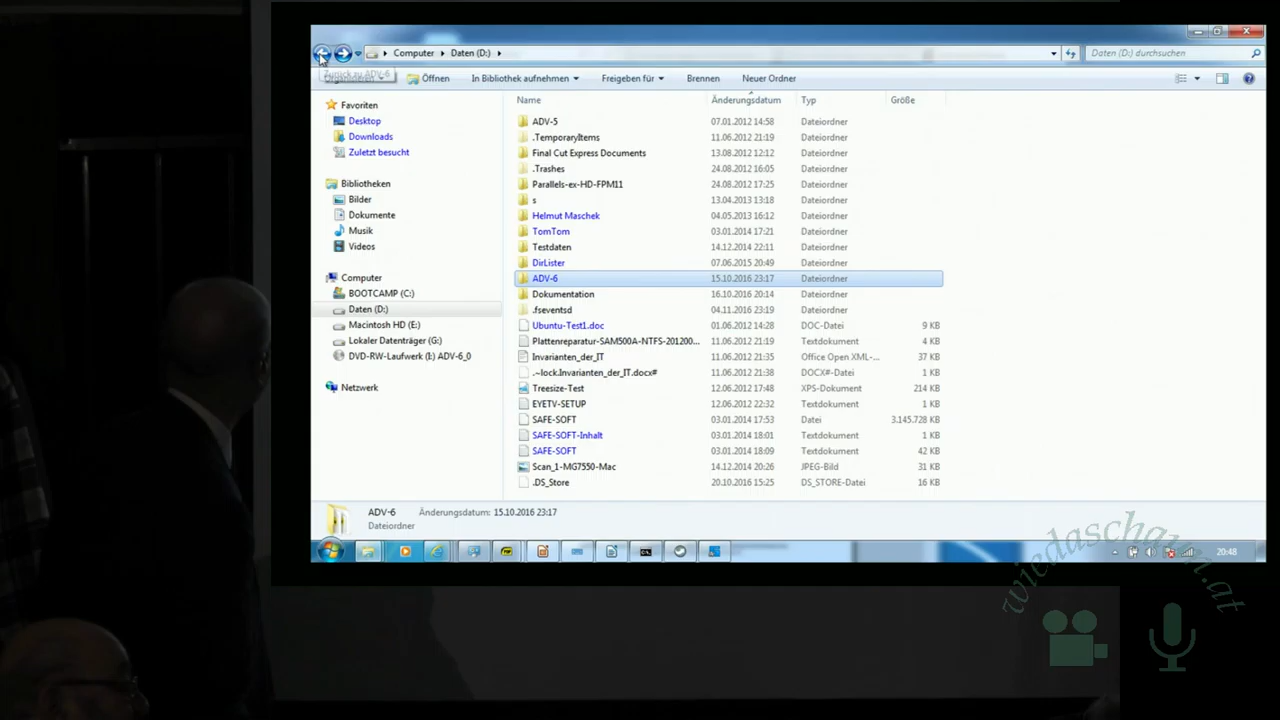 Computer Daten (D:)
Daten (D:) durchsuchen
Zurück zu ADV-6
Öffnen In Bibliothek aufnehmen Freigeben für Brennen Neuer Ordner
Favoriten
Desktop
Downloads
Zuletzt besucht
Bibliotheken
Bilder
Dokumente
Musik
Videos
Computer
BOOTCAMP (C:)
Daten (D:)
Macintosh HD (E:)
Lokaler Datenträger (G:)
DVD-RW-Laufwerk (I:) ADV-6_0
Netzwerk
Name Änderungsdatum Typ Größe
ADV-5 07.01.2012 14:58 Dateiordner
.TemporaryItems 11.06.2012 21:19 Dateiordner
Final Cut Express Documents 13.08.2012 12:12 Dateiordner
.Trashes 24.08.2012 16:05 Dateiordner
Parallels-ex-HD-FPM11 24.08.2012 17:25 Dateiordner
s 13.04.2013 13:18 Dateiordner
Helmut Maschek 04.05.2013 16:12 Dateiordner
TomTom 03.01.2014 17:21 Dateiordner
Testdaten 14.12.2014 22:11 Dateiordner
DirLister 07.06.2015 20:49 Dateiordner
ADV-6 15.10.2016 23:17 Dateiordner
Dokumentation 16.10.2016 20:14 Dateiordner
.fseventsd 04.11.2016 23:19 Dateiordner
Ubuntu-Test1.doc 01.06.2012 14:28 DOC-Datei 9 KB
Plattenreparatur-SAM500A-NTFS-201200... 11.06.2012 21:19 Textdokument 4 KB
Invarianten_der_IT 11.06.2012 21:35 Office Open XML-... 37 KB
.~lock.Invarianten_der_IT.docx# 11.06.2012 21:38 DOCX#-Datei 1 KB
Treesize-Test 12.06.2012 17:48 XPS-Dokument 214 KB
EYETV-SETUP 12.06.2012 22:32 Textdokument 1 KB
SAFE-SOFT 03.01.2014 17:53 Datei 3.145.728 KB
SAFE-SOFT-Inhalt 03.01.2014 18:01 Textdokument 1 KB
SAFE-SOFT 03.01.2014 18:09 Textdokument 42 KB
Scan_1-MG7550-Mac 14.12.2014 20:26 JPEG-Bild 31 KB
.DS_Store 20.10.2016 15:25 DS_STORE-Datei 16 KB
ADV-6 Änderungsdatum: 15.10.2016 23:17
Dateiordner
20:48
wiedaschaun.at